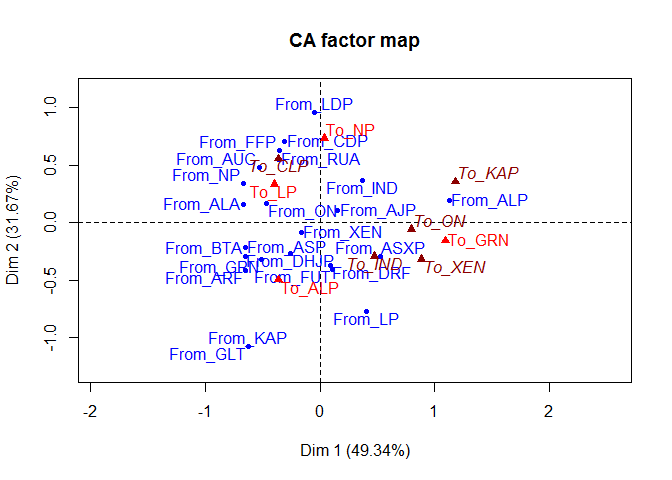 CA factor map
Dim 2 (31.67%)
1.0
0.5
0.0
-0.5
-1.0
From_LDP
To_NP
From_FFP
From_CDP
From_AUC
From_RUA
To_CLP
To_KAP
From_NP
To_LP
From_IND
From_ALP
From_ALA
From_ON
From_AJP
To_ON
From_XEN
To_GRN
From_BTA
From_ASP
From_ASXP
From_GRN
From_DHJP
To_IND
To_XEN
From_ARF
From_FUT
From_DRF
To_ALP
From_LP
From_KAP
From_GLT
-2
-1
0
1
2
Dim 1 (49.34%)